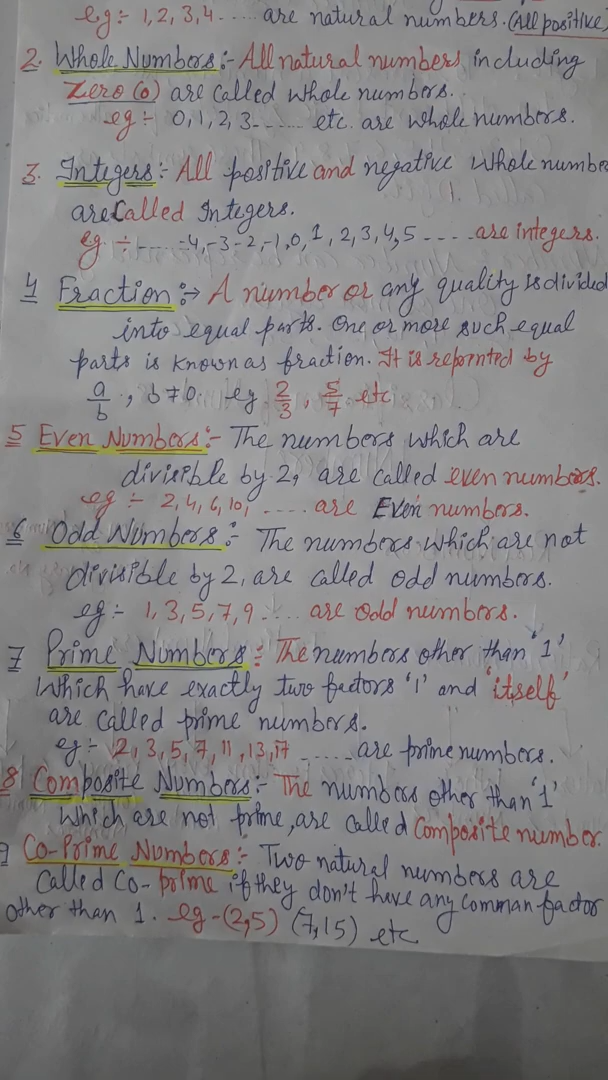 eg:- 1, 2, 3, 4 ..... are natural numbers. (All positive)
2. Whole Numbers:- All natural numbers including
Zero (0) are called whole numbers.
eg:- 0, 1, 2, 3- ..... etc. are whole numbers.
3. Integers:- All positive and negative whole numbe
are Called Integers.
eg ÷ ..... -4, -3 -2, -1, 0, 1, 2, 3, 4, 5 ..... are integers.
4 Fraction:→ A number or any quality is divided
into equal parts. One or more such equal
parts is known as fraction. It is reprnted by
a/b , b ≠ 0. eg. 2/3 , 5/7 etc
5 Even Numbers:- The numbers which are
divisible by 2, are called even numbers.
eg ÷ 2, 4, 6, 10, ..... are Even numbers.
6 Odd Numbers:- The numbers which are not
divisible by 2, are called odd numbers.
eg:- 1, 3, 5, 7, 9 .... are odd numbers.
7 Prime Numbers:- The numbers other than '1'
Which have exactly two factors '1' and 'itself'
are called prime numbers.
eg:- 2, 3, 5, 7, 11, 13, 17 ..... are prime numbers.
8 Composite Numbers:- The numbers other than '1'
Which are not prime, are called Composite number.
9 Co-Prime Numbers:- Two natural numbers are
called Co-prime if they don't have any comman factor
other than 1. eg-(2,5) (7,15) etc